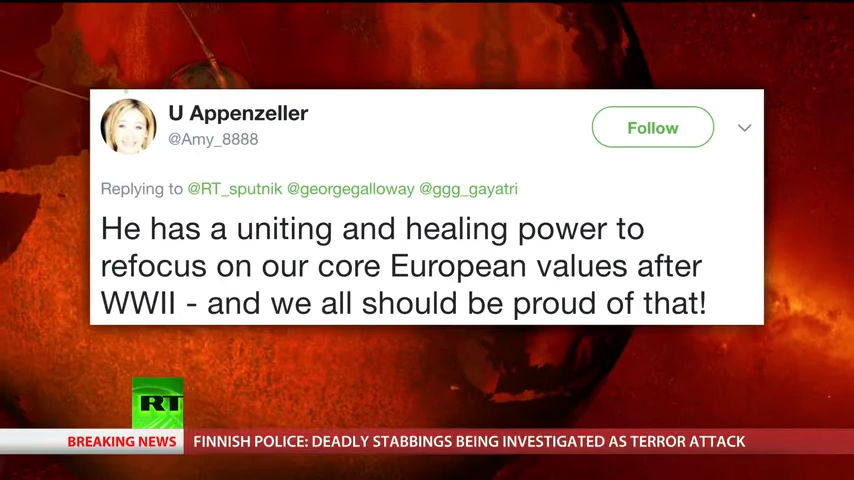 U Appenzeller
@Amy_8888
Follow
Replying to @RT_sputnik @georgegalloway @ggg_gayatri
He has a uniting and healing power to
refocus on our core European values after
WWII - and we all should be proud of that!
RT
BREAKING NEWS
FINNISH POLICE: DEADLY STABBINGS BEING INVESTIGATED AS TERROR ATTACK